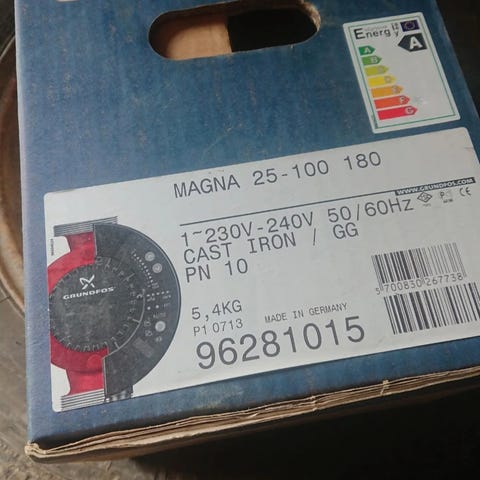 Energy
A
A
B
C
D
E
F
G
MAGNA 25-100 180
WWW.GRUNDFOS.COM
1~230V-240V 50/60Hz
CAST IRON / GG
PN 10
GRUNDFOS
5,4KG
P1 0713
MADE IN GERMANY
96281015
5 700830 267738